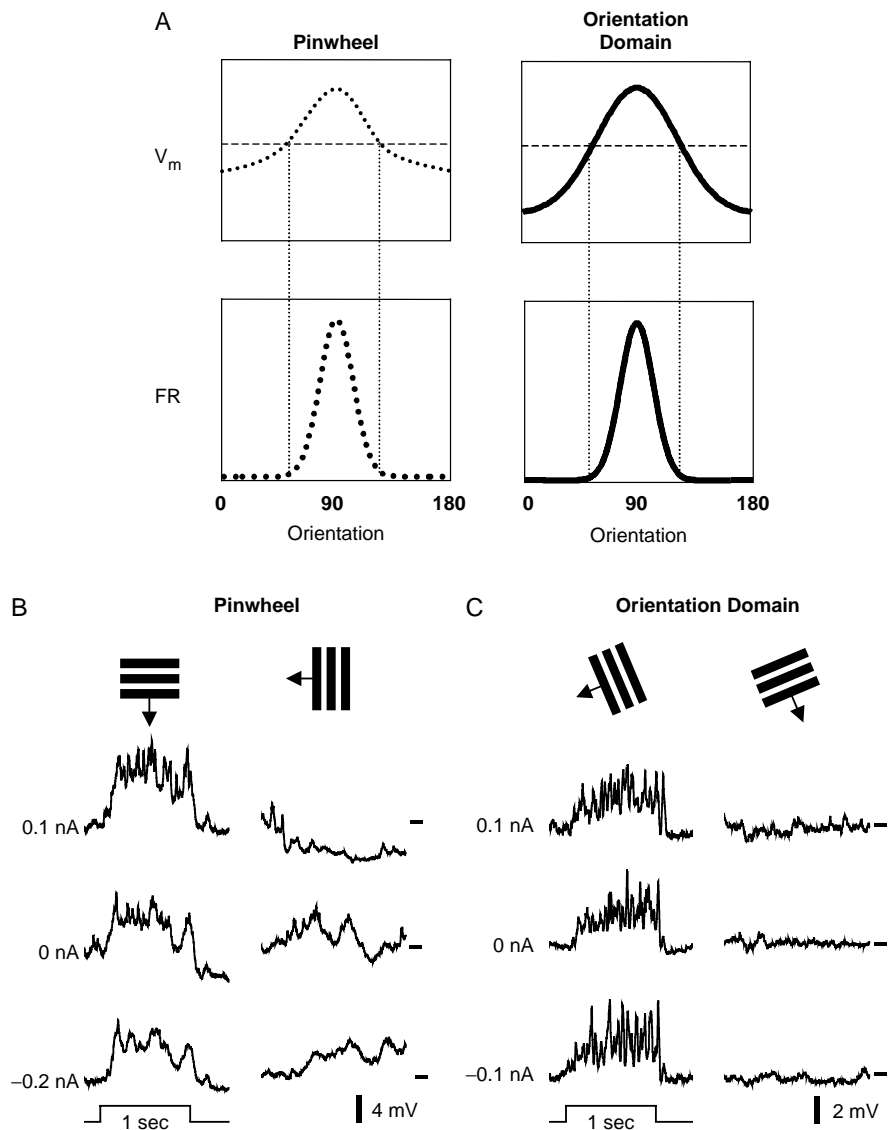 A
Pinwheel
Orientation
Domain
Vm
FR
0 90 180
Orientation
0 90 180
Orientation
B
Pinwheel
C
Orientation Domain
0.1 nA
0.1 nA
0 nA
0 nA
−0.2 nA
−0.1 nA
1 sec
4 mV
1 sec
2 mV